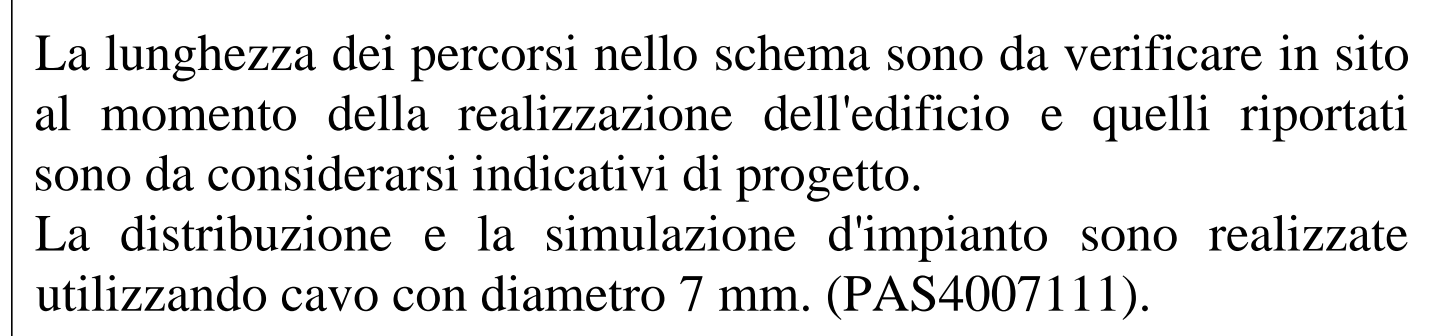 La lunghezza dei percorsi nello schema sono da verificare in sito
al momento della realizzazione dell'edificio e quelli riportati
sono da considerarsi indicativi di progetto.
La distribuzione e la simulazione d'impianto sono realizzate
utilizzando cavo con diametro 7 mm. (PAS4007111).